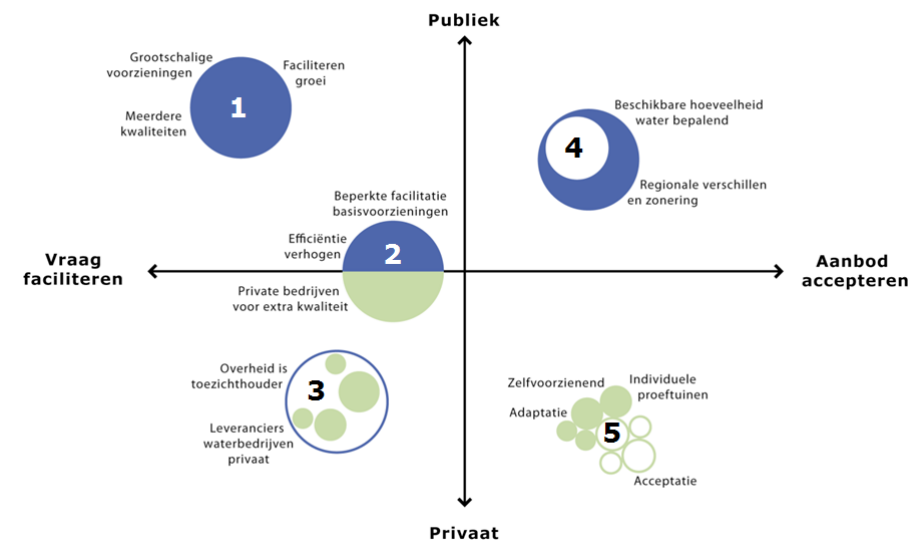 Publiek
Grootschalige
voorzieningen
Faciliteren
groei
1
Meerdere
kwaliteiten
Beschikbare hoeveelheid
water bepalend
4
Regionale verschillen
en zonering
Beperkte facilitatie
basisvoorzieningen
Efficiëntie
verhogen
2
Private bedrijven
voor extra kwaliteit
Vraag
faciliteren
Aanbod
accepteren
Overheid is
toezichthouder
3
Leveranciers
waterbedrijven
privaat
Zelfvoorzienend
Individuele
proeftuinen
Adaptatie
5
Acceptatie
Privaat